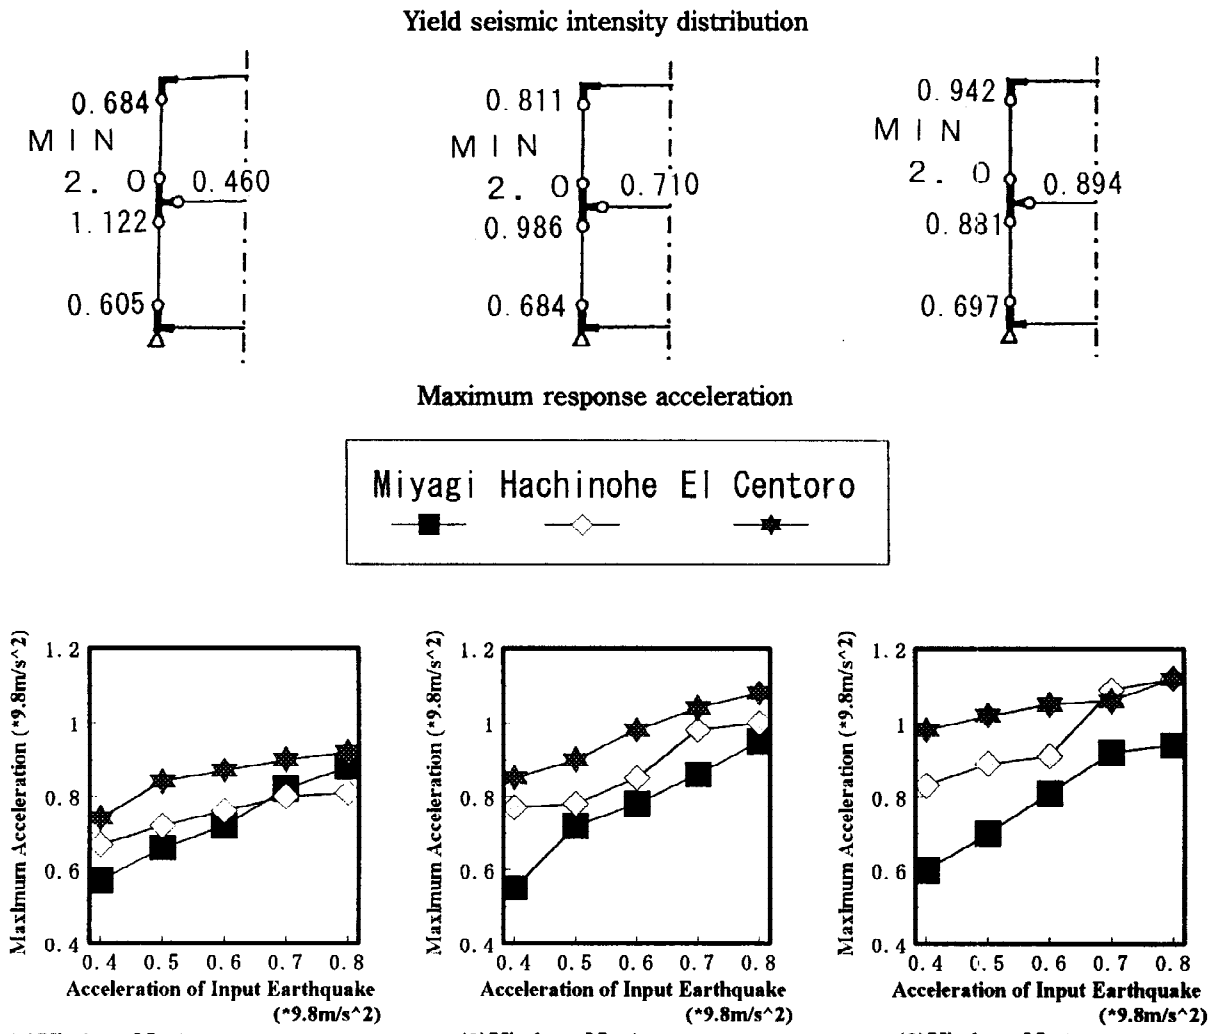 Yield seismic intensity distribution
0.684
MIN
2.0 0.460
1.122
0.605
0.811
MIN
2.0 0.710
0.986
0.684
0.942
MIN
2.0 0.894
0.881
0.697
Maximum response acceleration
Miyagi Hachinohe El Centoro
Maximum Acceleration (*9.8m/s^2)
1.2
1
0.8
0.6
0.4
0.4 0.5 0.6 0.7 0.8
Acceleration of Input Earthquake
(*9.8m/s^2)
Maximum Acceleration (*9.8m/s^2)
1.2
1
0.8
0.6
0.4
0.4 0.5 0.6 0.7 0.8
Acceleration of Input Earthquake
(*9.8m/s^2)
Maximum Acceleration (*9.8m/s^2)
1.2
1
0.8
0.6
0.4
0.4 0.5 0.6 0.7 0.8
Acceleration of Input Earthquake
(*9.8m/s^2)